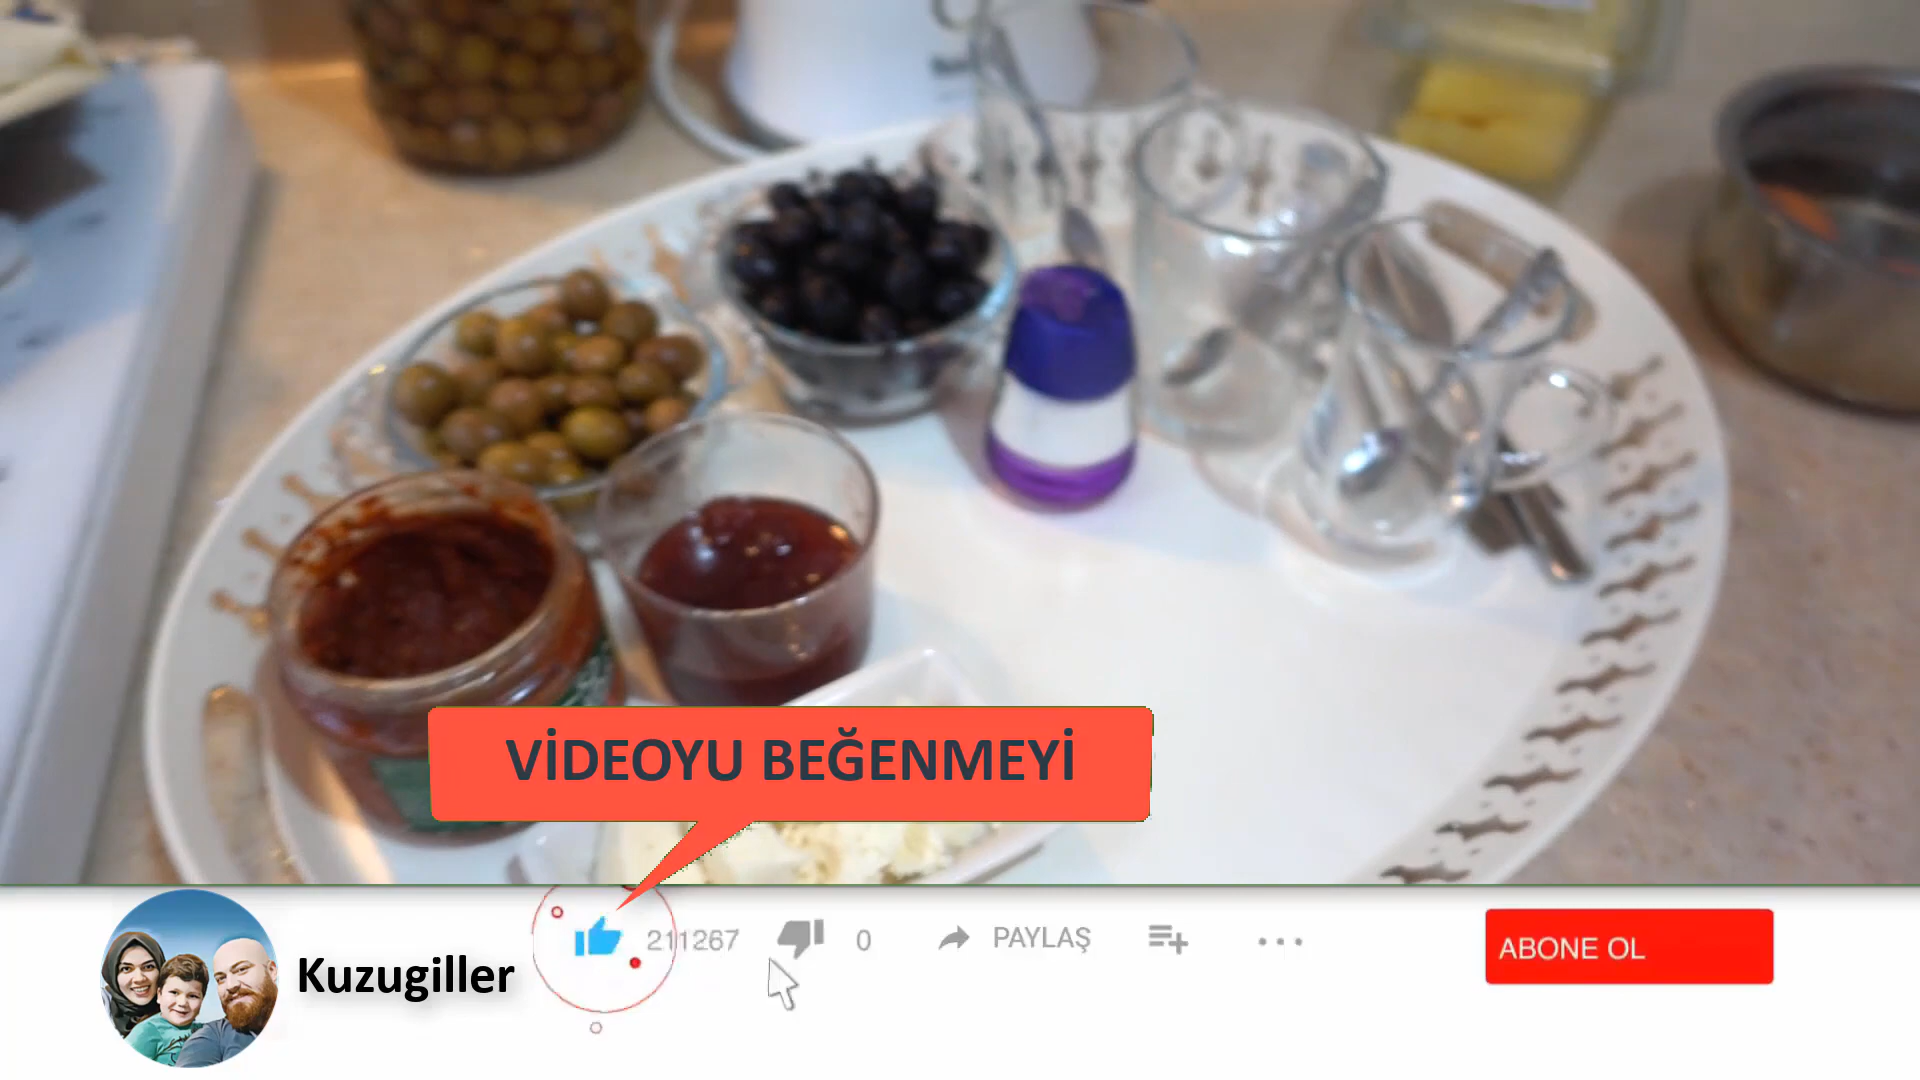 VİDEOYU BEĞENMEYİ
Kuzugiller
211267
0
PAYLAŞ
ABONE OL